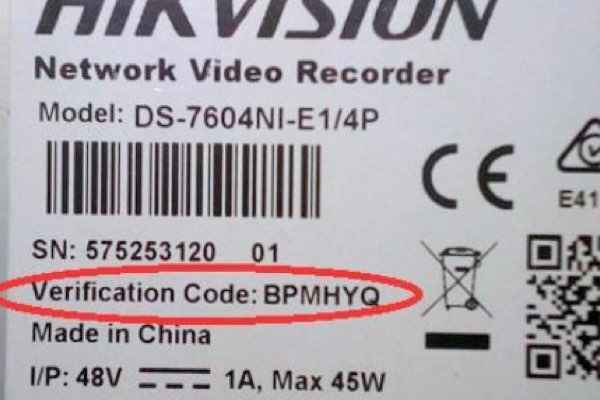 HIKVISION
Network Video Recorder
Model: DS-7604NI-E1/4P
SN: 575253120 01
E41
Verification Code: BPMHYQ
Made in China
I/P: 48V 1A, Max 45W